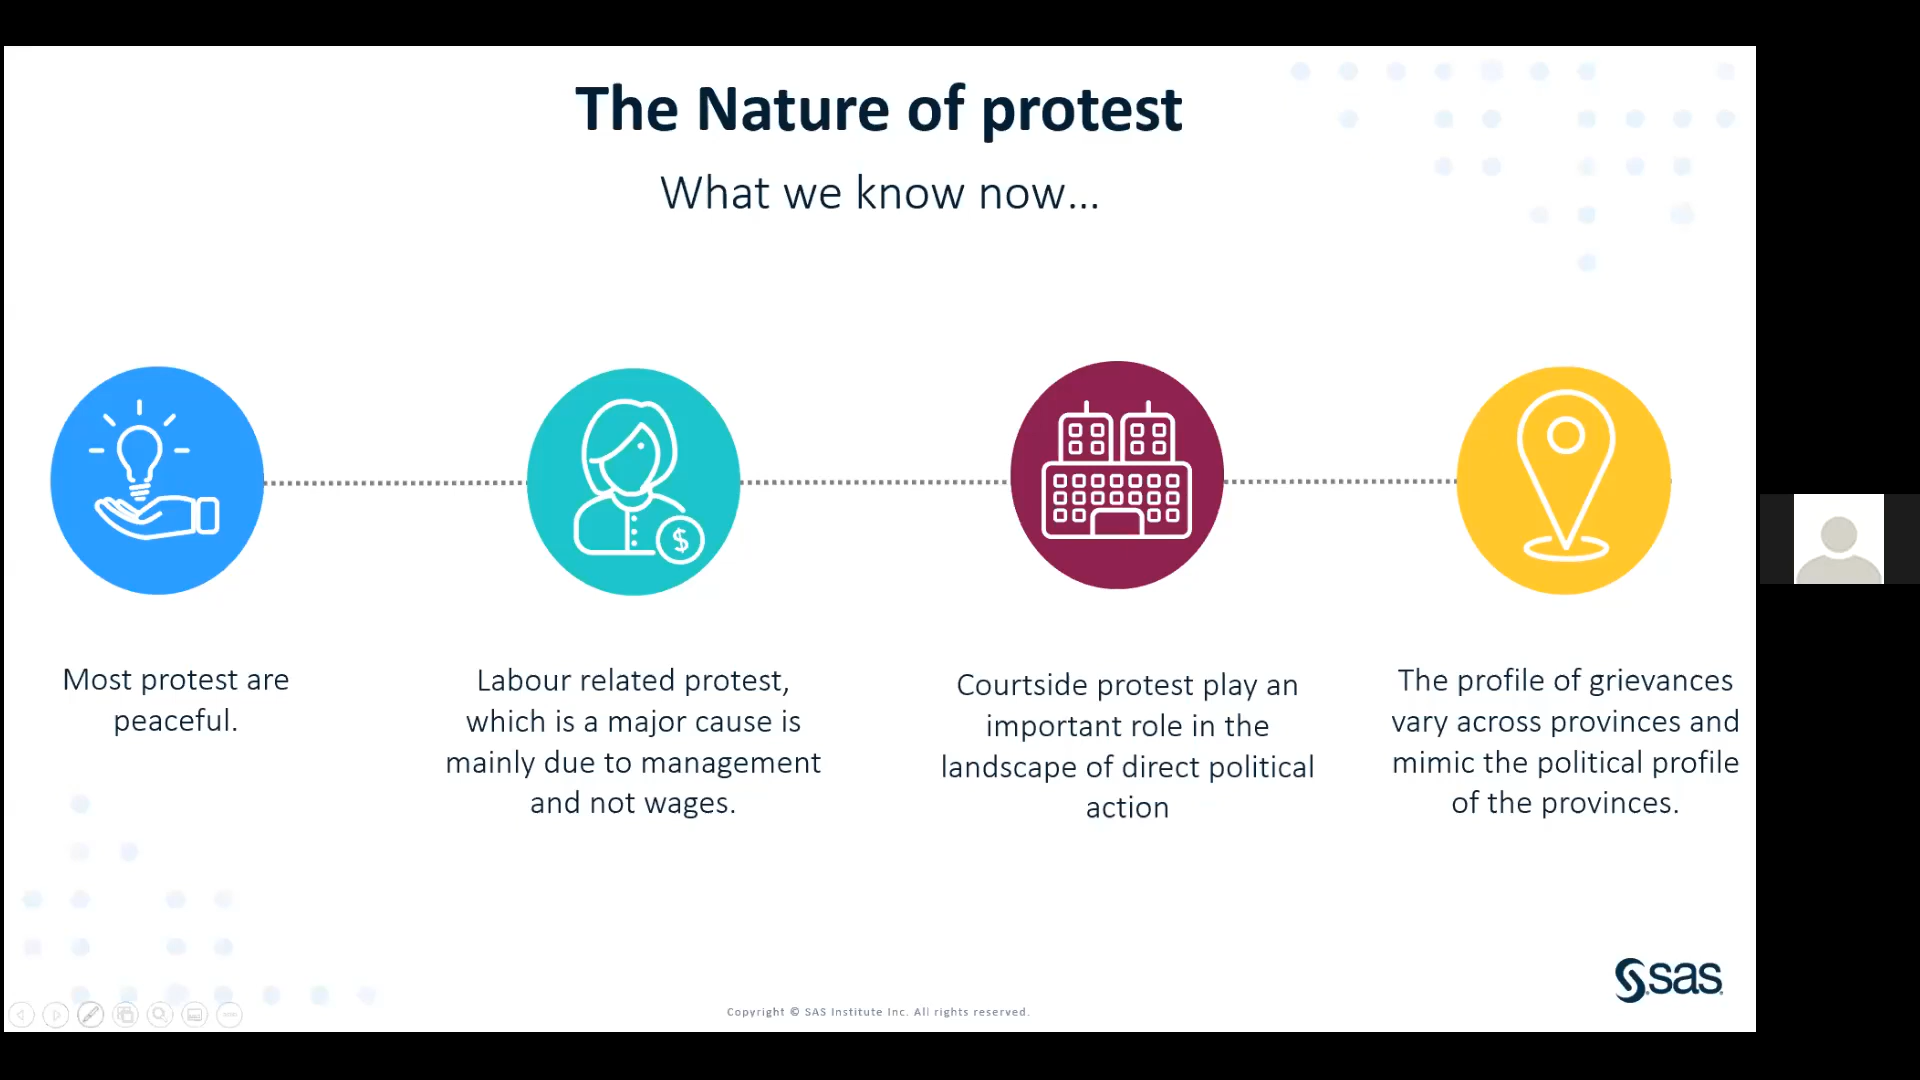 The Nature of protest
What we know now...
$
Most protest are
peaceful.
Labour related protest,
which is a major cause is
mainly due to management
and not wages.
Courtside protest play an
important role in the
landscape of direct political
action
The profile of grievances
vary across provinces and
mimic the political profile
of the provinces.
sas
Copyright © SAS Institute Inc. All rights reserved.